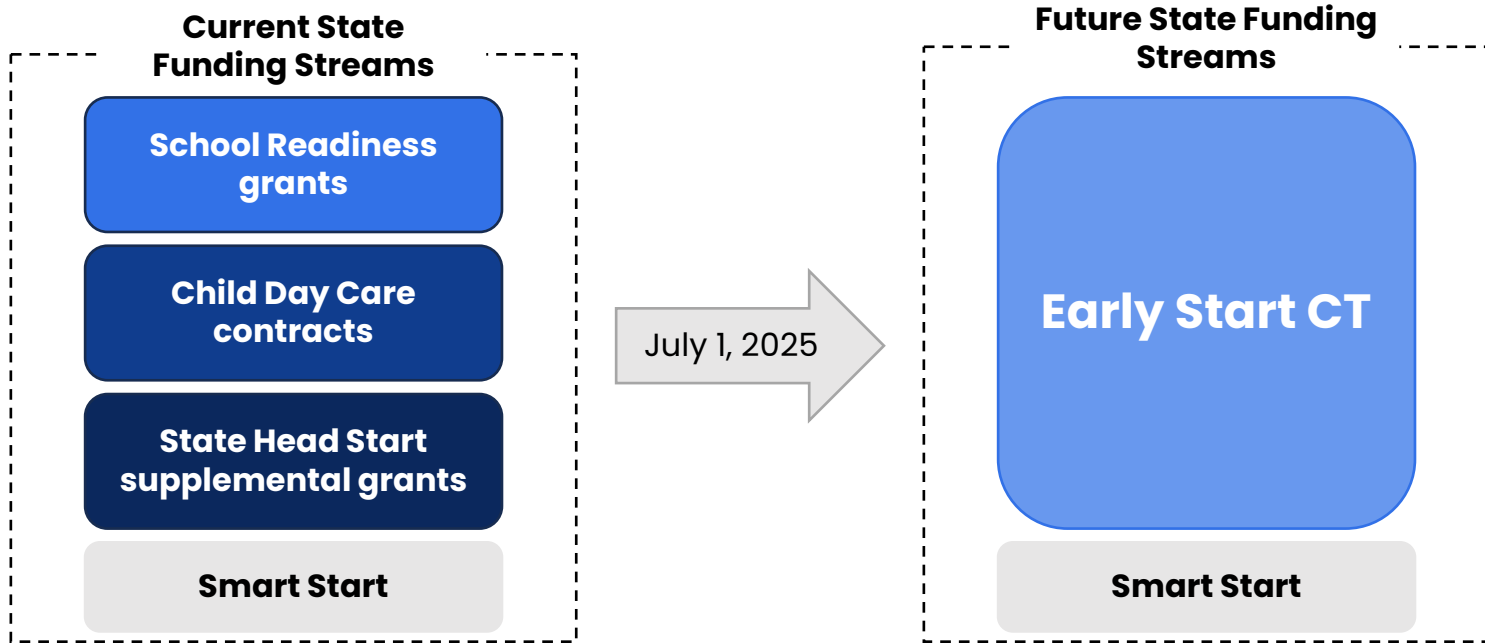 Current State
Funding Streams
School Readiness
grants
Child Day Care
contracts
State Head Start
supplemental grants
Smart Start
July 1, 2025
Future State Funding
Streams
Early Start CT
Smart Start